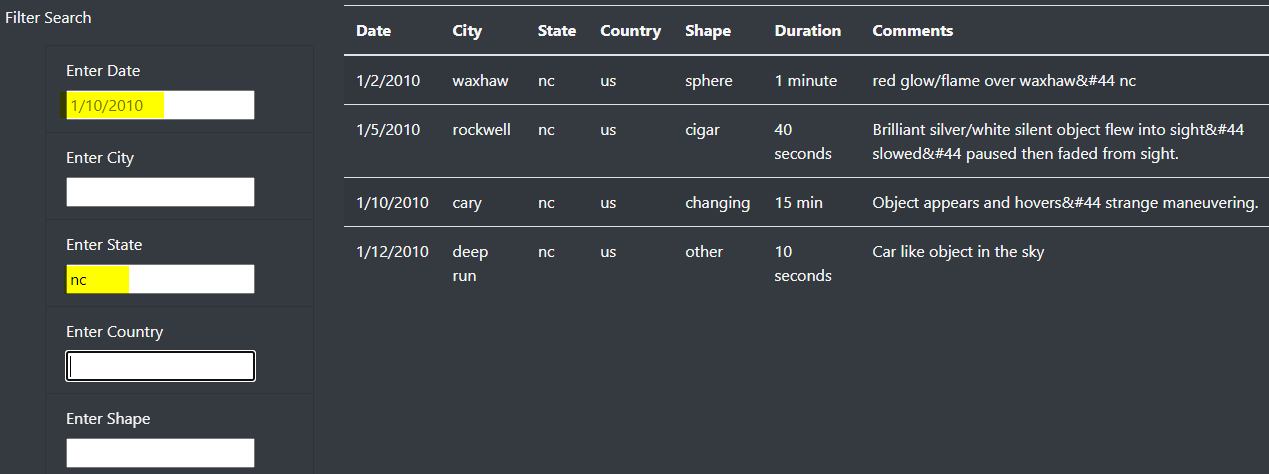 Filter Search
Enter Date
1/10/2010
Enter City
Enter State
nc
Enter Country
Enter Shape
Date City State Country Shape Duration Comments
1/2/2010 waxhaw nc us sphere 1 minute red glow/flame over waxhaw&#44 nc
1/5/2010 rockwell nc us cigar 40 Brilliant silver/white silent object flew into sight&#44
seconds slowed&#44 paused then faded from sight.
1/10/2010 cary nc us changing 15 min Object appears and hovers&#44 strange maneuvering.
1/12/2010 deep nc us other 10 Car like object in the sky
run seconds